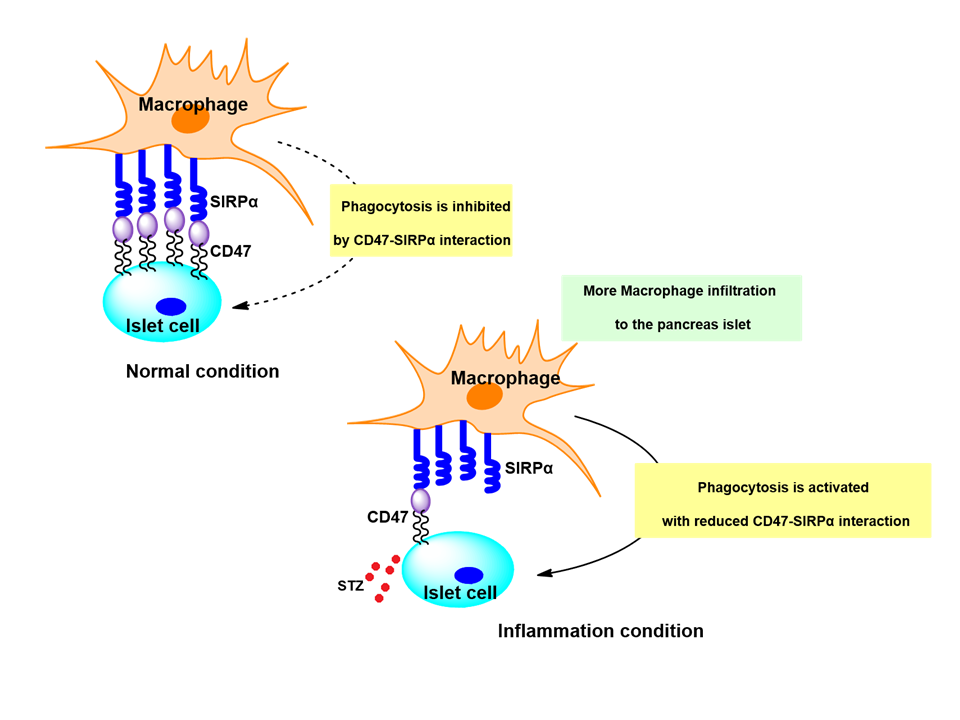 Macrophage
SIRPα
CD47
Islet cell
Normal condition
Phagocytosis is inhibited
by CD47-SIRPα interaction
More Macrophage infiltration
to the pancreas islet
Macrophage
SIRPα
CD47
STZ
Islet cell
Phagocytosis is activated
with reduced CD47-SIRPα interaction
Inflammation condition